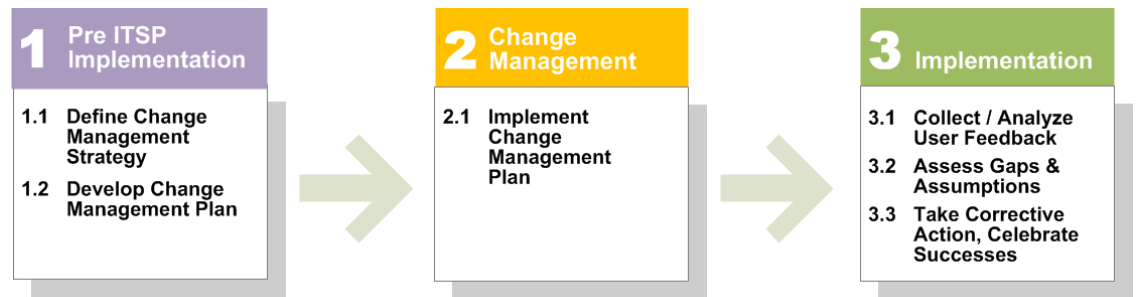 1 Pre ITSP
Implementation
1.1 Define Change
Management
Strategy
1.2 Develop Change
Management Plan
2 Change
Management
2.1 Implement
Change
Management
Plan
3 Implementation
3.1 Collect / Analyze
User Feedback
3.2 Assess Gaps &
Assumptions
3.3 Take Corrective
Action, Celebrate
Successes